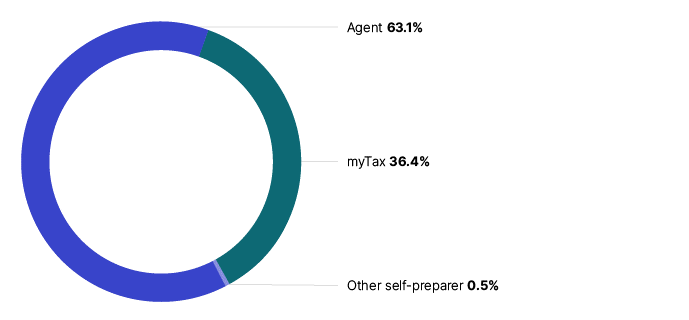 Agent 63.1%
myTax 36.4%
Other self-preparer 0.5%